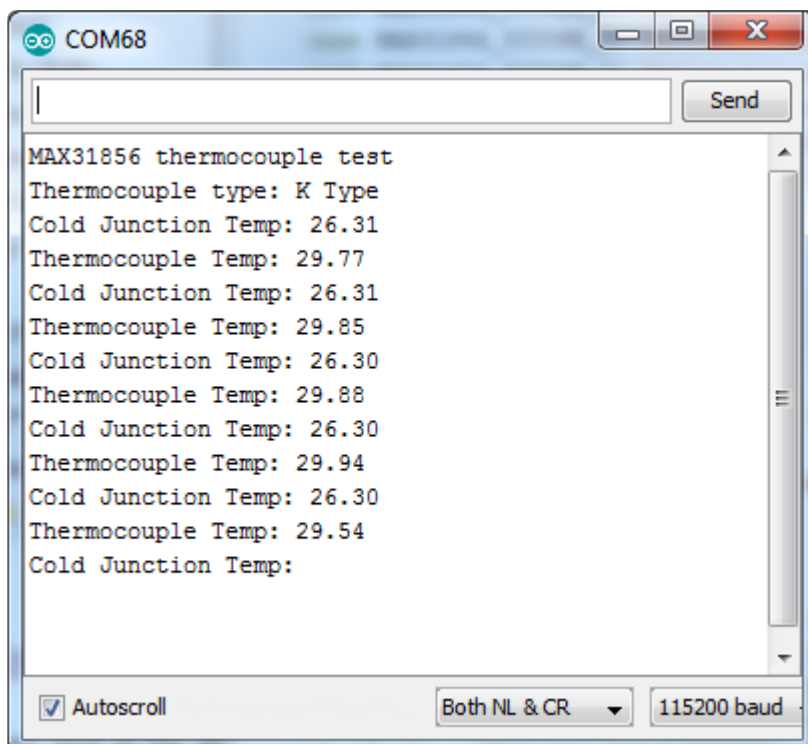 COM68
Send
MAX31856 thermocouple test
Thermocouple type: K Type
Cold Junction Temp: 26.31
Thermocouple Temp: 29.77
Cold Junction Temp: 26.31
Thermocouple Temp: 29.85
Cold Junction Temp: 26.30
Thermocouple Temp: 29.88
Cold Junction Temp: 26.30
Thermocouple Temp: 29.94
Cold Junction Temp: 26.30
Thermocouple Temp: 29.54
Cold Junction Temp:
Autoscroll Both NL & CR 115200 baud